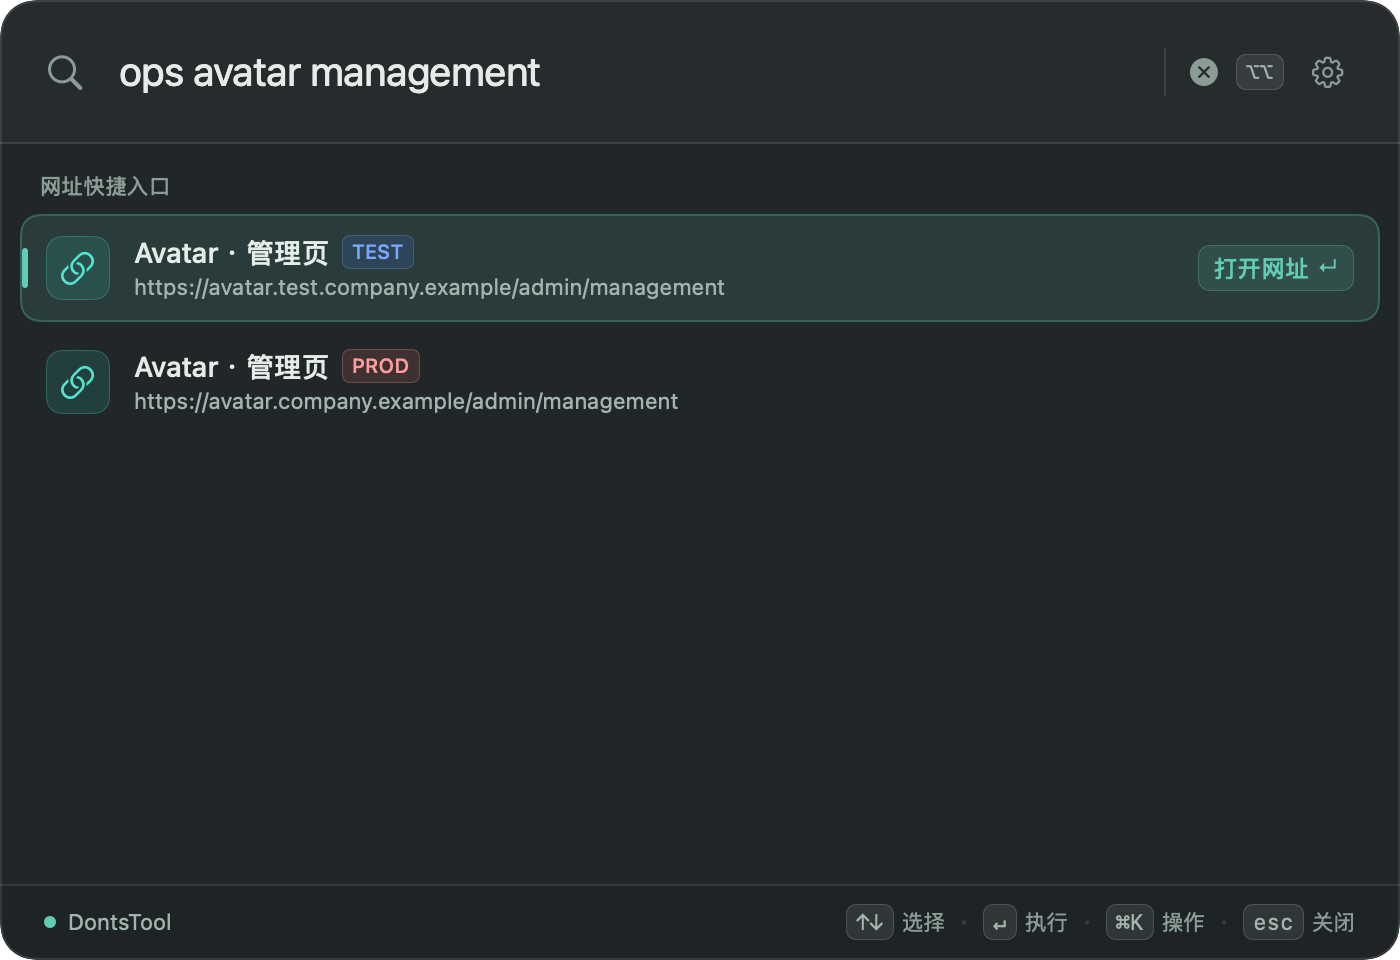 ops avatar management
⌥⌥
网址快捷入口
Avatar · 管理页 TEST
https://avatar.test.company.example/admin/management
打开网址 ↵
Avatar · 管理页 PROD
https://avatar.company.example/admin/management
DontsTool
↑↓ 选择 · ↵ 执行 · ⌘K 操作 · esc 关闭